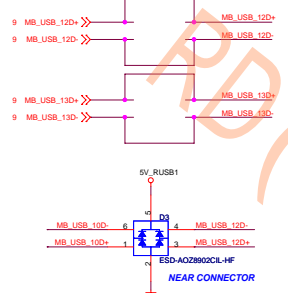 9 MB_USB_12D+ MB_USB_12D+
9 MB_USB_12D- MB_USB_12D-
9 MB_USB_13D+ MB_USB_13D+
9 MB_USB_13D- MB_USB_13D-
5V_RUSB1
5 D3
MB_USB_10D- 6 4 MB_USB_12D-
MB_USB_10D+ 1 3 MB_USB_12D+
2 ESD-AOZ8902CIL-HF
NEAR CONNECTOR